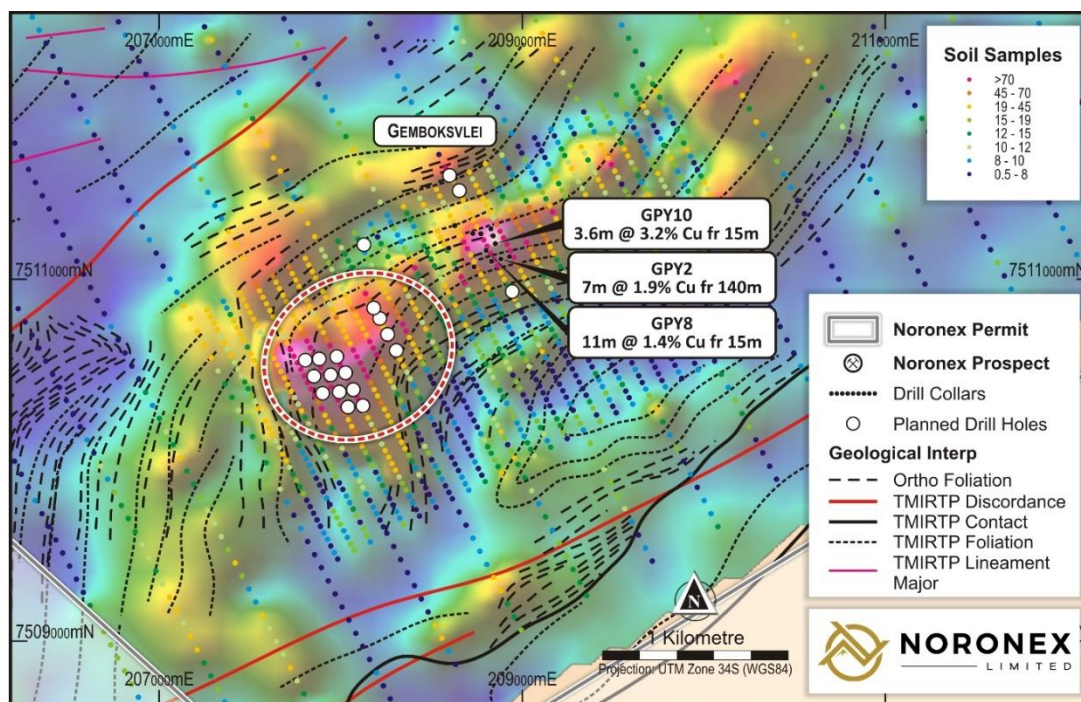 207000mE
209000mE
211000mE
Soil Samples
>70
45 - 70
19 - 45
15 - 19
12 - 15
10 - 12
8 - 10
0.5 - 8
GEMBOKSVLEI
GPY10
3.6m @ 3.2% Cu fr 15m
GPY2
7m @ 1.9% Cu fr 140m
GPY8
11m @ 1.4% Cu fr 15m
7511000mN
7511000mN
Noronex Permit
Noronex Prospect
Drill Collars
Planned Drill Holes
Geological Interp
Ortho Foliation
TMIRTP Discordance
TMIRTP Contact
TMIRTP Foliation
TMIRTP Lineament
Major
N
7509000mN
1 Kilometre
Projection: UTM Zone 34S (WGS84)
207000mE
209000mE
NORONEX
LIMITED